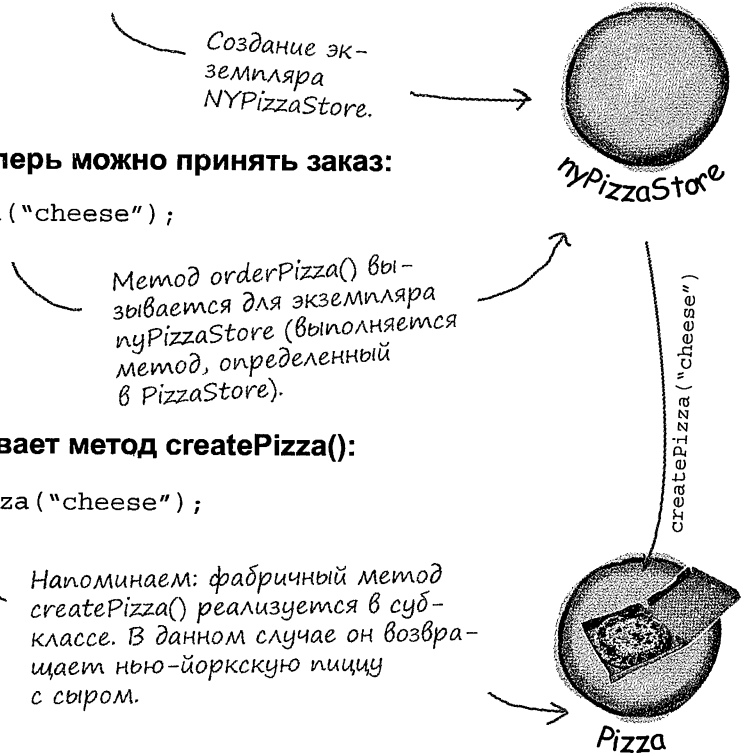 Создание эк-
земпляра
NYPizzaStore.
nyPizzaStore
перь можно принять заказ:
("cheese");
Метод orderPizza() вы-
зывается для экземпляра
nyPizzaStore (выполняется
метод, определенный
в PizzaStore).
createPizza("cheese")
вает метод createPizza():
za("cheese");
Напоминаем: фабричный метод
createPizza() реализуется в суб-
классе. В данном случае он возвра-
щает нью-йоркскую пиццу
с сыром.
Pizza